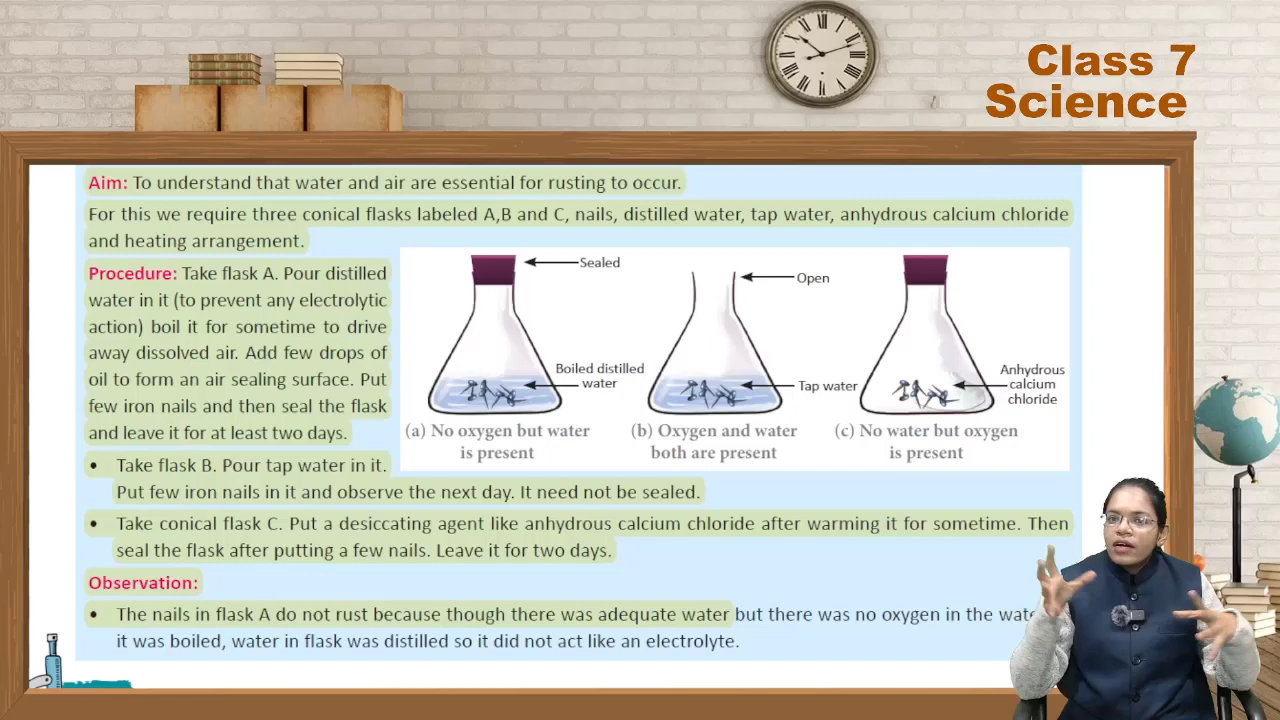 Class 7
Science
Aim: To understand that water and air are essential for rusting to occur.
For this we require three conical flasks labeled A,B and C, nails, distilled water, tap water, anhydrous calcium chloride
and heating arrangement.
Procedure: Take flask A. Pour distilled
water in it (to prevent any electrolytic
action) boil it for sometime to drive
away dissolved air. Add few drops of
oil to form an air sealing surface. Put
few iron nails and then seal the flask
and leave it for at least two days.
Sealed
Boiled distilled
water
(a) No oxygen but water
is present
Open
Tap water
(b) Oxygen and water
both are present
Anhydrous
calcium
chloride
(c) No water but oxygen
is present
• Take flask B. Pour tap water in it.
Put few iron nails in it and observe the next day. It need not be sealed.
• Take conical flask C. Put a desiccating agent like anhydrous calcium chloride after warming it for sometime. Then
seal the flask after putting a few nails. Leave it for two days.
Observation:
• The nails in flask A do not rust because though there was adequate water but there was no oxygen in the
it was boiled, water in flask was distilled so it did not act like an electrolyte.